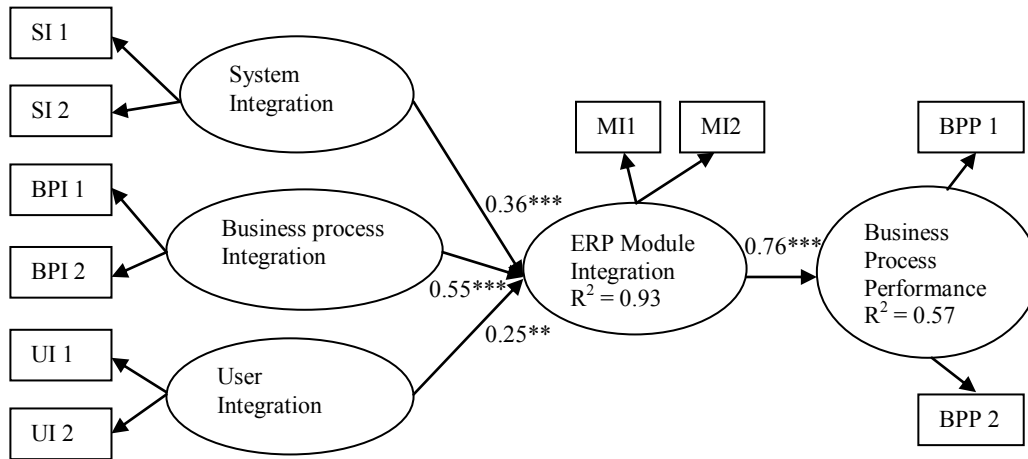 SI 1
System
Integration
SI 2
MI1
MI2
BPP 1
BPI 1
0.36***
Business process
Integration
ERP Module
Integration
R² = 0.93
0.76***
Business
Process
Performance
R² = 0.57
BPI 2
0.55***
0.25**
UI 1
User
Integration
UI 2
BPP 2